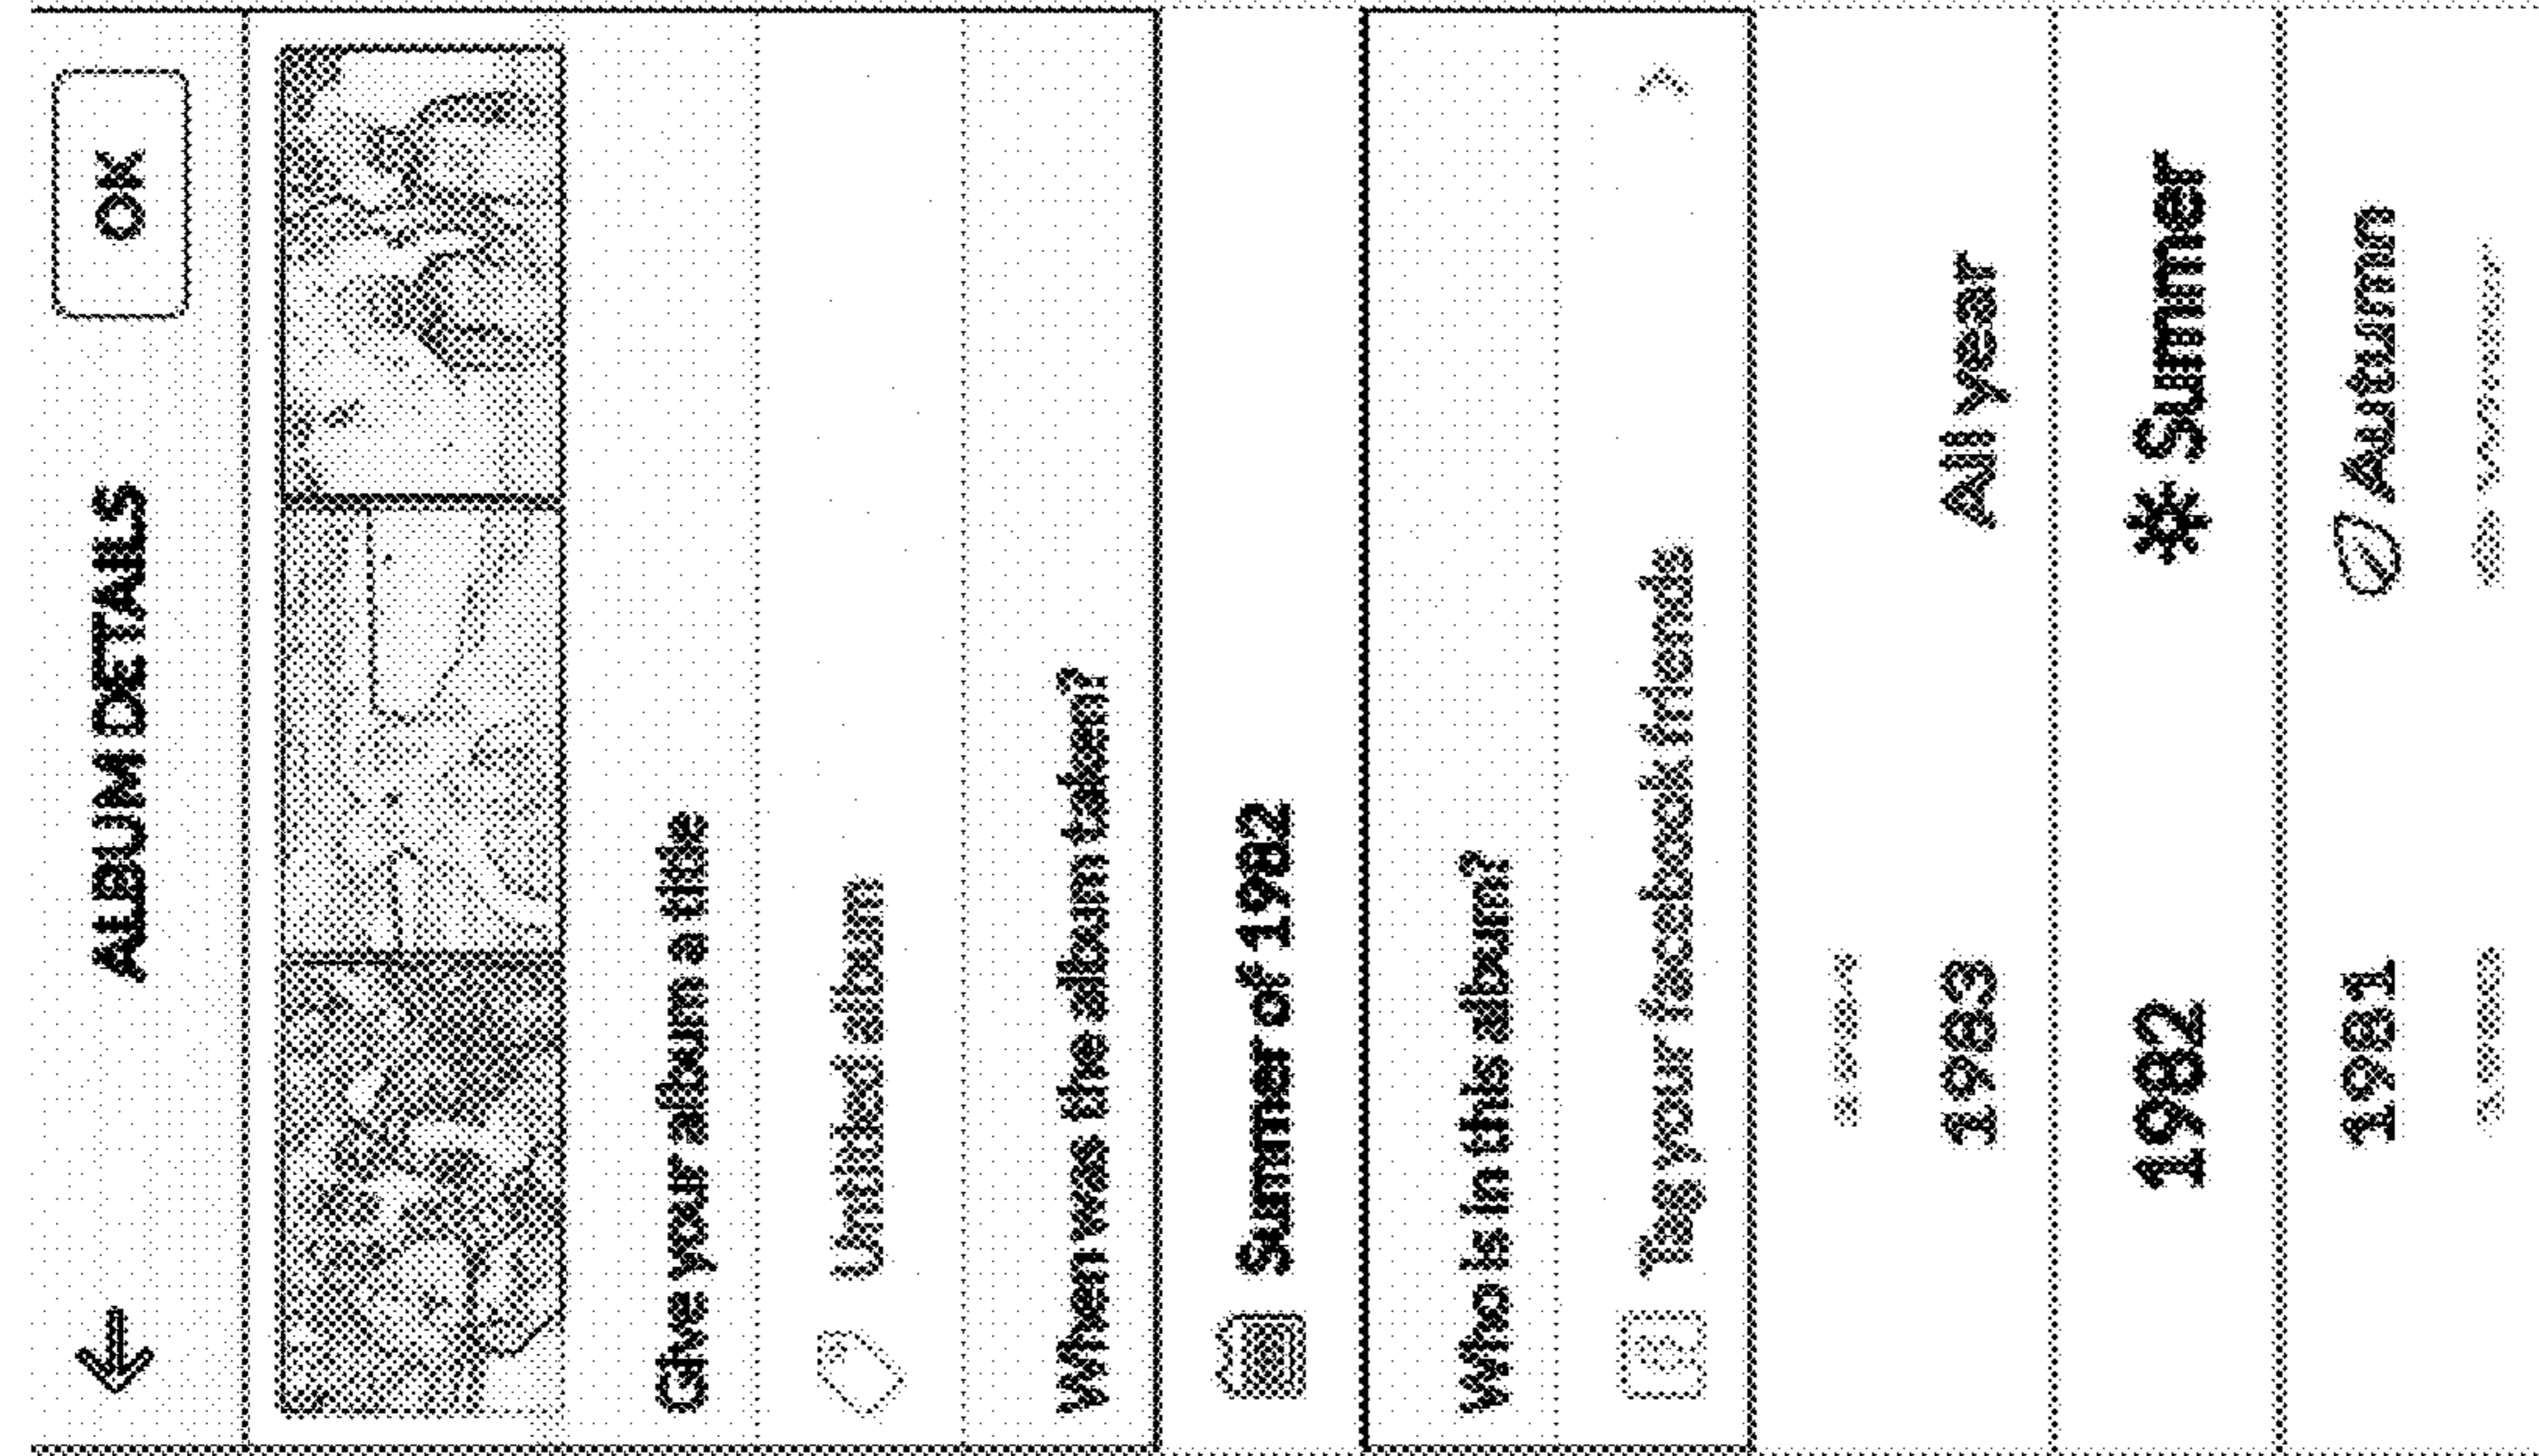 ALBUM DETAILS OK
Give your album a title
Untitled album
When was the album taken?
Summer of 1982
Who is in this album?
Tag your facebook friends
1983 All year
1982 Summer
1981 Autumn